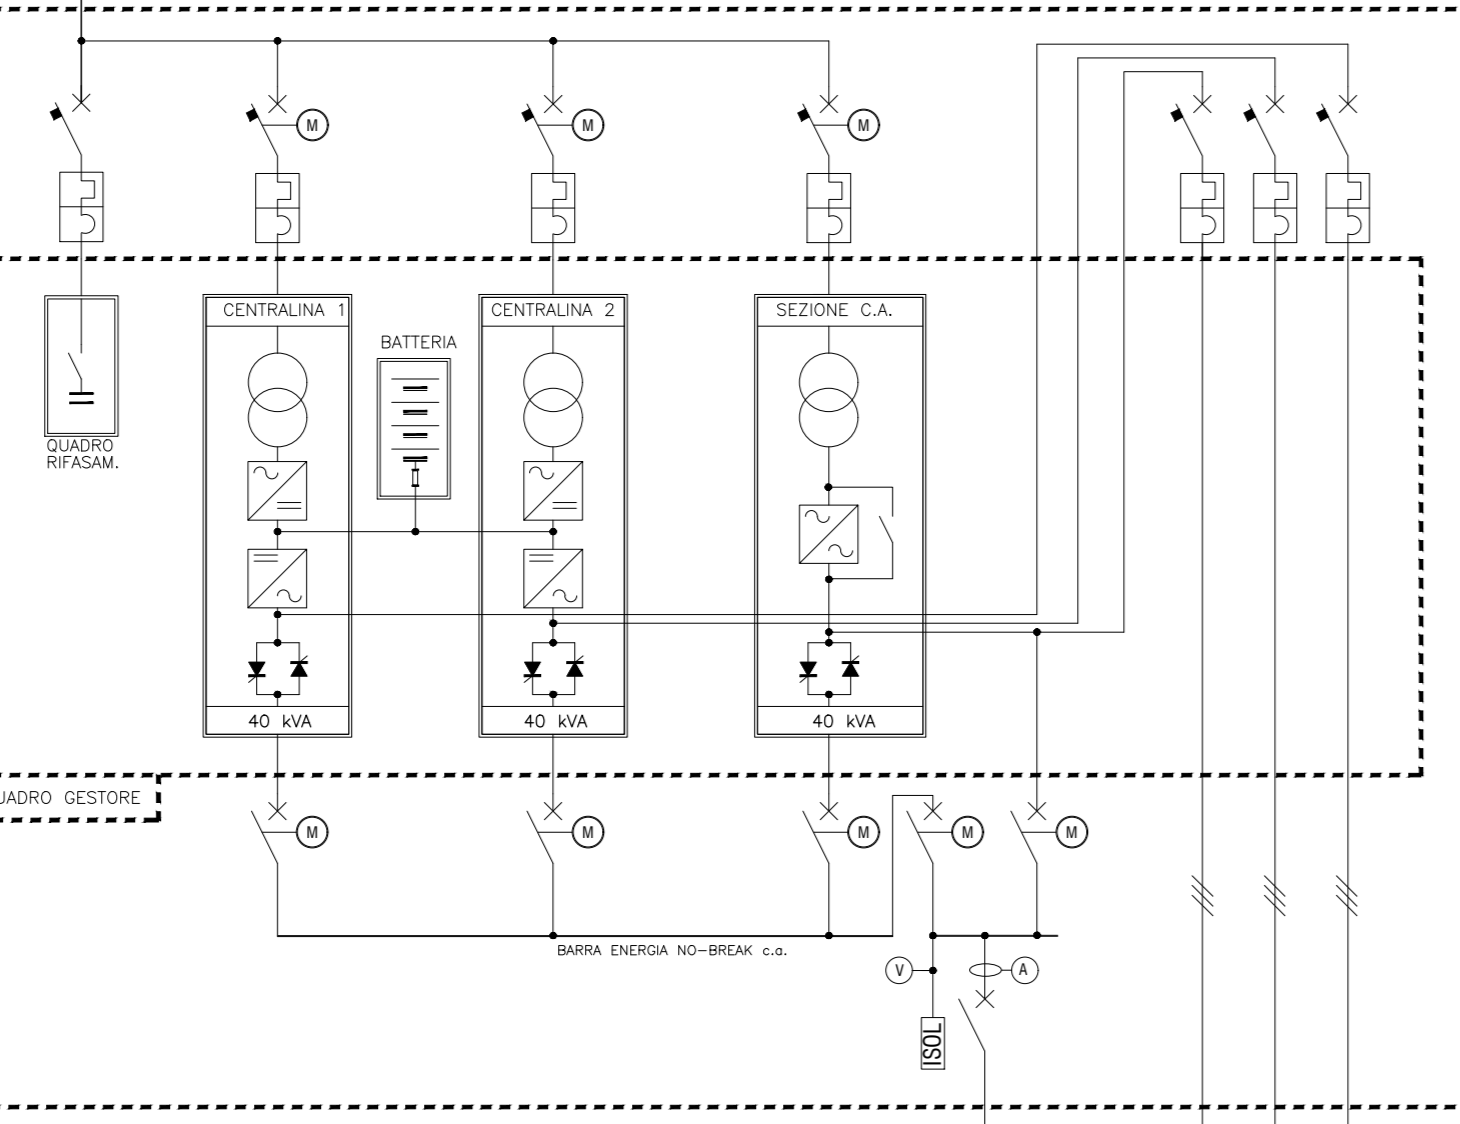 M M M
CENTRALINA 1
CENTRALINA 2
SEZIONE C.A.
BATTERIA
QUADRO
RIFASAM.
40 kVA
40 kVA
40 kVA
GESTORE
M M M M M
BARRA ENERGIA NO-BREAK c.a.
V
A
ISOL